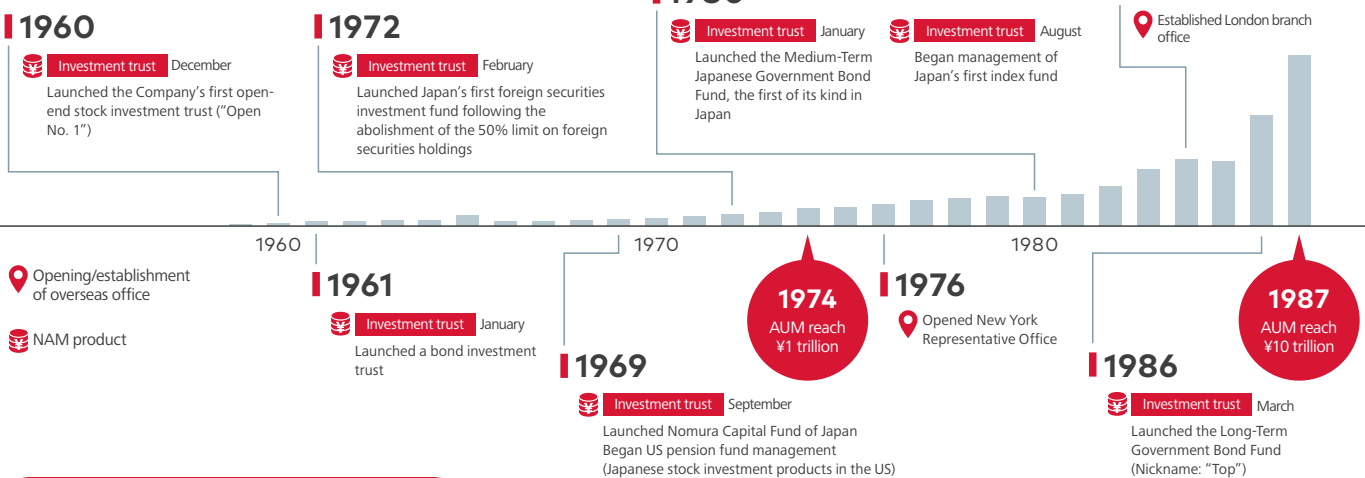 1960
Investment trust December
Launched the Company's first open-
end stock investment trust ("Open
No. 1")
1972
Investment trust February
Launched Japan's first foreign securities
investment fund following the
abolishment of the 50% limit on foreign
securities holdings
Investment trust January
Launched the Medium-Term
Japanese Government Bond
Fund, the first of its kind in
Japan
Investment trust August
Began management of
Japan's first index fund
Established London branch
office
1960
1970
1980
Opening/establishment
of overseas office
NAM product
1961
Investment trust January
Launched a bond investment
trust
1969
Investment trust September
Launched Nomura Capital Fund of Japan
Began US pension fund management
(Japanese stock investment products in the US)
1974
AUM reach
¥1 trillion
1976
Opened New York
Representative Office
1986
Investment trust March
Launched the Long-Term
Government Bond Fund
(Nickname: "Top")
1987
AUM reach
¥10 trillion